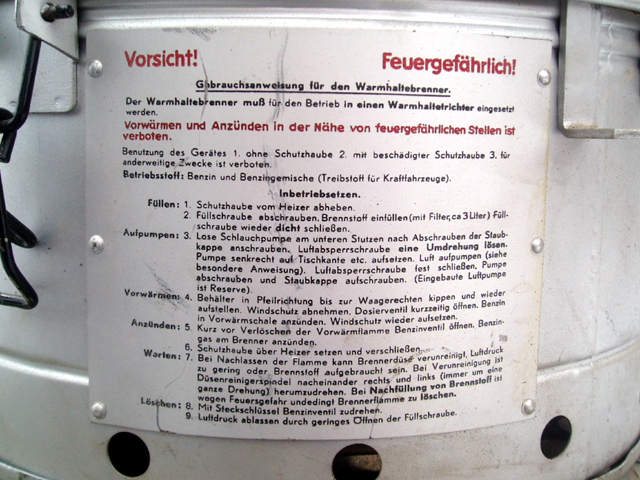 Vorsicht! Feuergefährlich!
Gebrauchsanweisung für den Warmhaltebrenner.
Der Warmhaltebrenner muß für den Betrieb in einen Warmhaltetrichter eingesetzt
werden.
Vorwärmen und Anzünden in der Nähe von feuergefährlichen Stellen ist
verboten.
Benutzung des Gerätes 1. ohne Schutzhaube 2. mit beschädigter Schutzhaube 3. für
anderweitige Zwecke ist verboten.
Betriebsstoff: Benzin und Benzingemische (Treibstoff für Kraftfahrzeuge).
Inbetriebsetzen.
Füllen: 1. Schutzhaube vom Heizer abheben.
2. Füllschraube abschrauben. Brennstoff einfüllen (mit Filter, ca 3 Liter) Füll-
schraube wieder dicht schließen.
Aufpumpen: 3. Lose Schlauchpumpe am unteren Stutzen nach Abschrauben der Staub-
kappe anschrauben. Luftabsperrschraube eine Umdrehung lösen.
Pumpe senkrecht auf Tischkante etc. aufsetzen. Luft aufpumpen (siehe
besondere Anweisung). Luftabsperrschraube fest schließen. Pumpe
abschrauben und Staubkappe aufschrauben. (Eingebaute Luftpumpe
ist Reserve).
Vorwärmen: 4. Behälter in Pfeilrichtung bis zur Waagerechten kippen und wieder
aufstellen. Windschutz abnehmen. Dosierventil kurzzeitig öffnen. Benzin
in Vorwärmschale anzünden. Windschutz wieder aufsetzen.
Anzünden: 5. Kurz vor Verlöschen der Vorwärmflamme Benzinventil öffnen. Benzin-
gas am Brenner anzünden.
6. Schutzhaube über Heizer setzen und verschließen.
Warten: 7. Bei Nachlassen der Flamme kann Brennerdüse verunreinigt, Luftdruck
zu gering oder Brennstoff aufgebraucht sein. Bei Verunreinigung ist
Düsenreinigerspindel nacheinander rechts und links (immer um eine
ganze Drehung) herumzudrehen. Bei Nachfüllung von Brennstoff ist
wegen Feuersgefahr undedingt Brennerflamme zu löschen.
Löschen: 8. Mit Steckschlüssel Benzinventil zudrehen.
9. Luftdruck ablassen durch geringes Öffnen der Füllschraube.